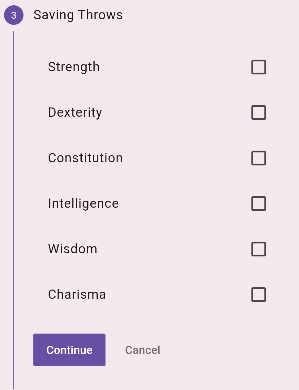 3 Saving Throws
Strength
Dexterity
Constitution
Intelligence
Wisdom
Charisma
Continue Cancel